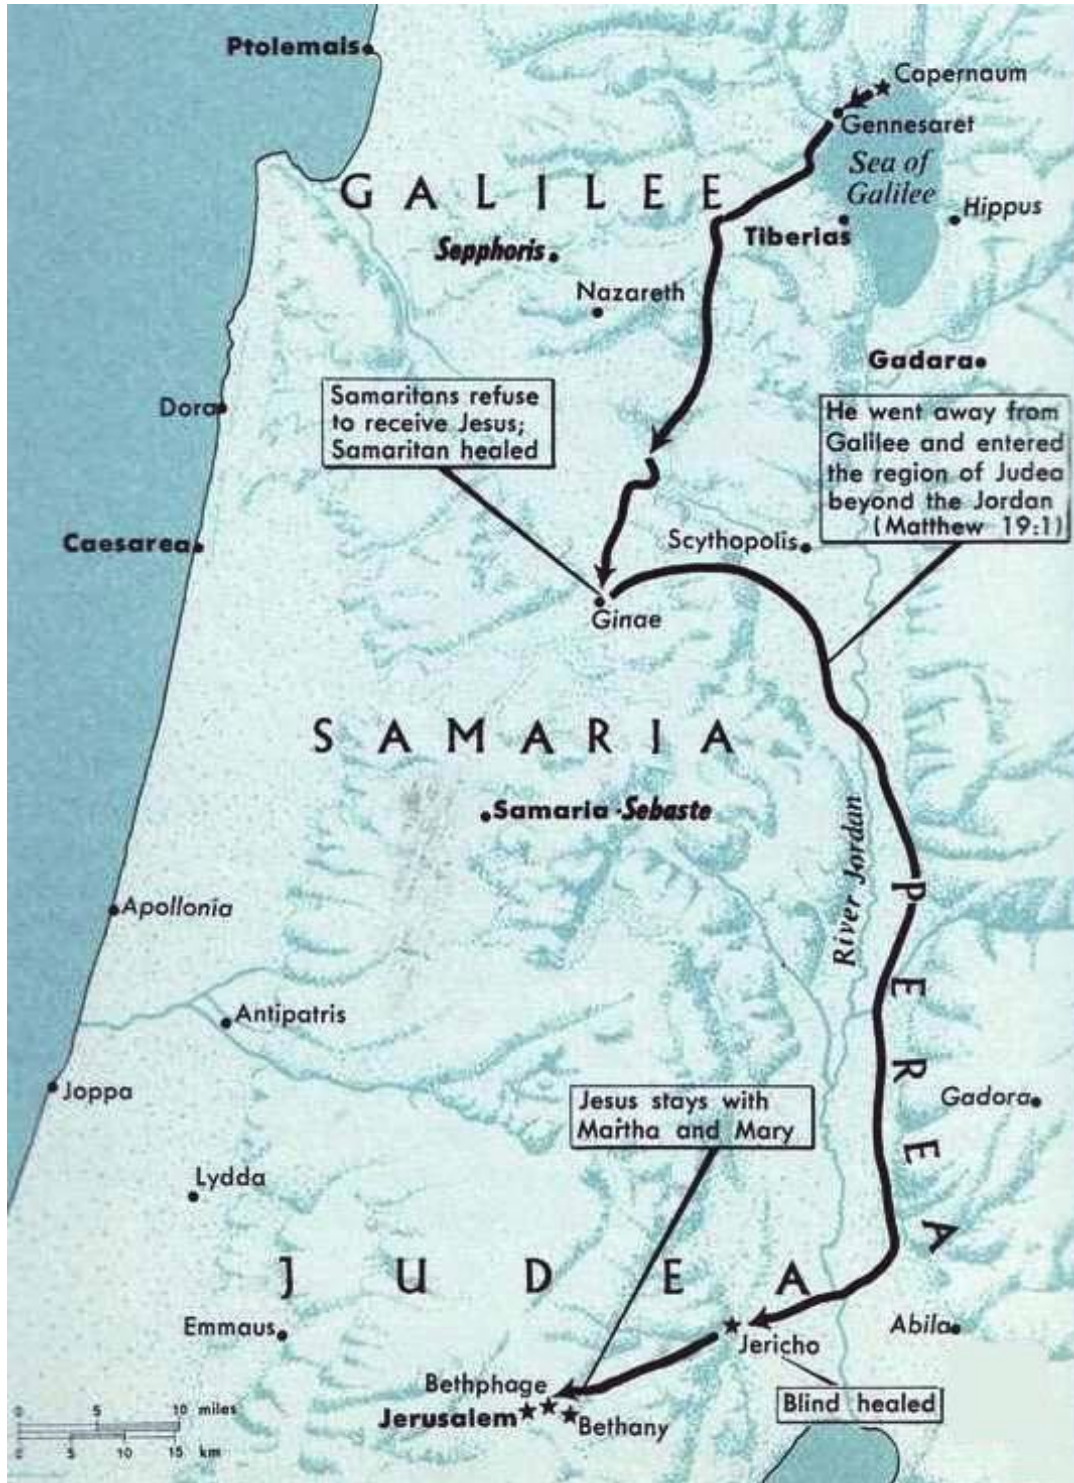 Ptolemais
Capernaum
Gennesaret
Sea of
Galilee
GALILEE
Hippus
Tiberias
Sepphoris
Nazareth
Gadara
Samaritans refuse
to receive Jesus;
Samaritan healed
He went away from
Galilee and entered
the region of Judea
beyond the Jordan
(Matthew 19:1)
Dora
Caesarea
Scythopolis
Ginae
SAMARIA
Samaria-Sebaste
River Jordan
PEREA
Apollonia
Antipatris
Joppa
Jesus stays with
Martha and Mary
Gadora
Lydda
JUDEA
Emmaus
Jericho
Abila
Bethphage
Jerusalem
Bethany
Blind healed
0 5 10 miles
0 5 10 15 km